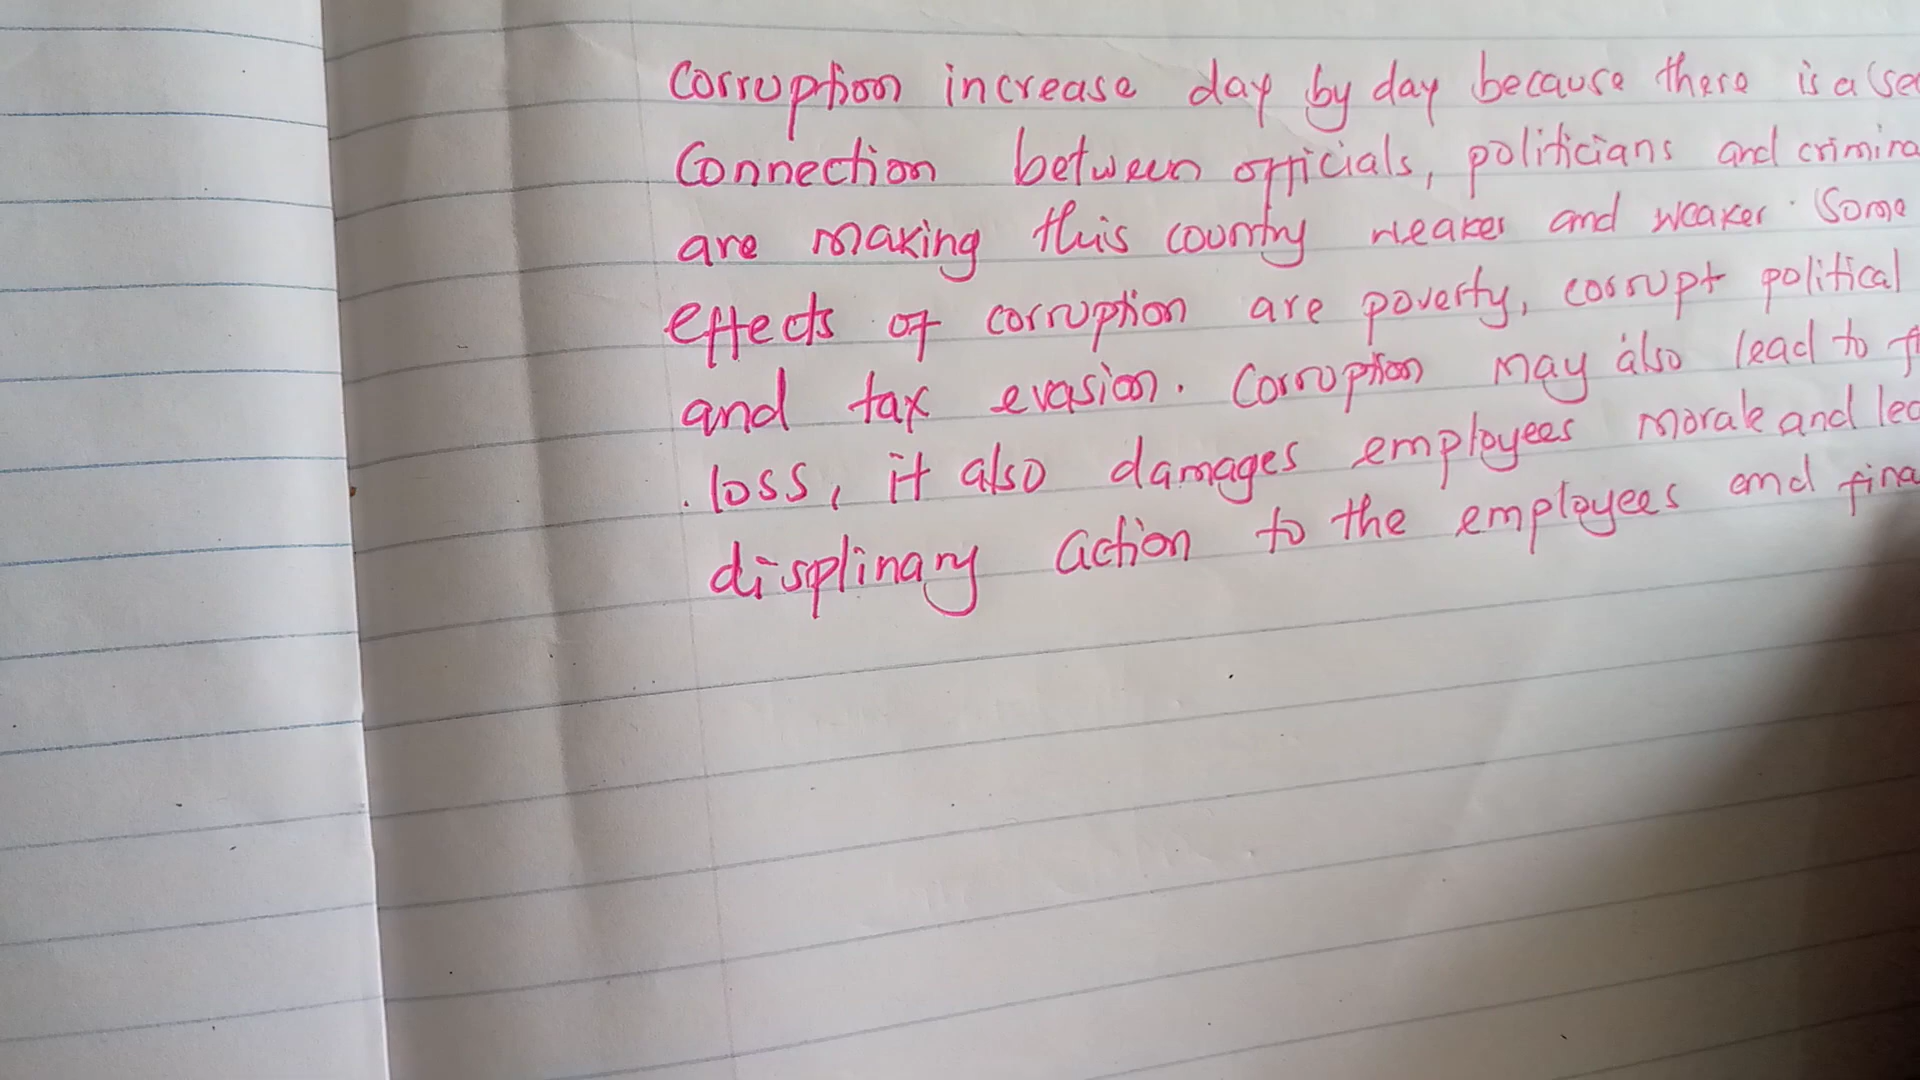 Corruption increase day by day because there is a
Connection between officials, politicians and
are making this country weaker and weaker. Some
effects of corruption are poverty, corrupt political
and tax evasion. Corruption may also lead to
loss, it also damages employees morale and
displinary action to the employees and